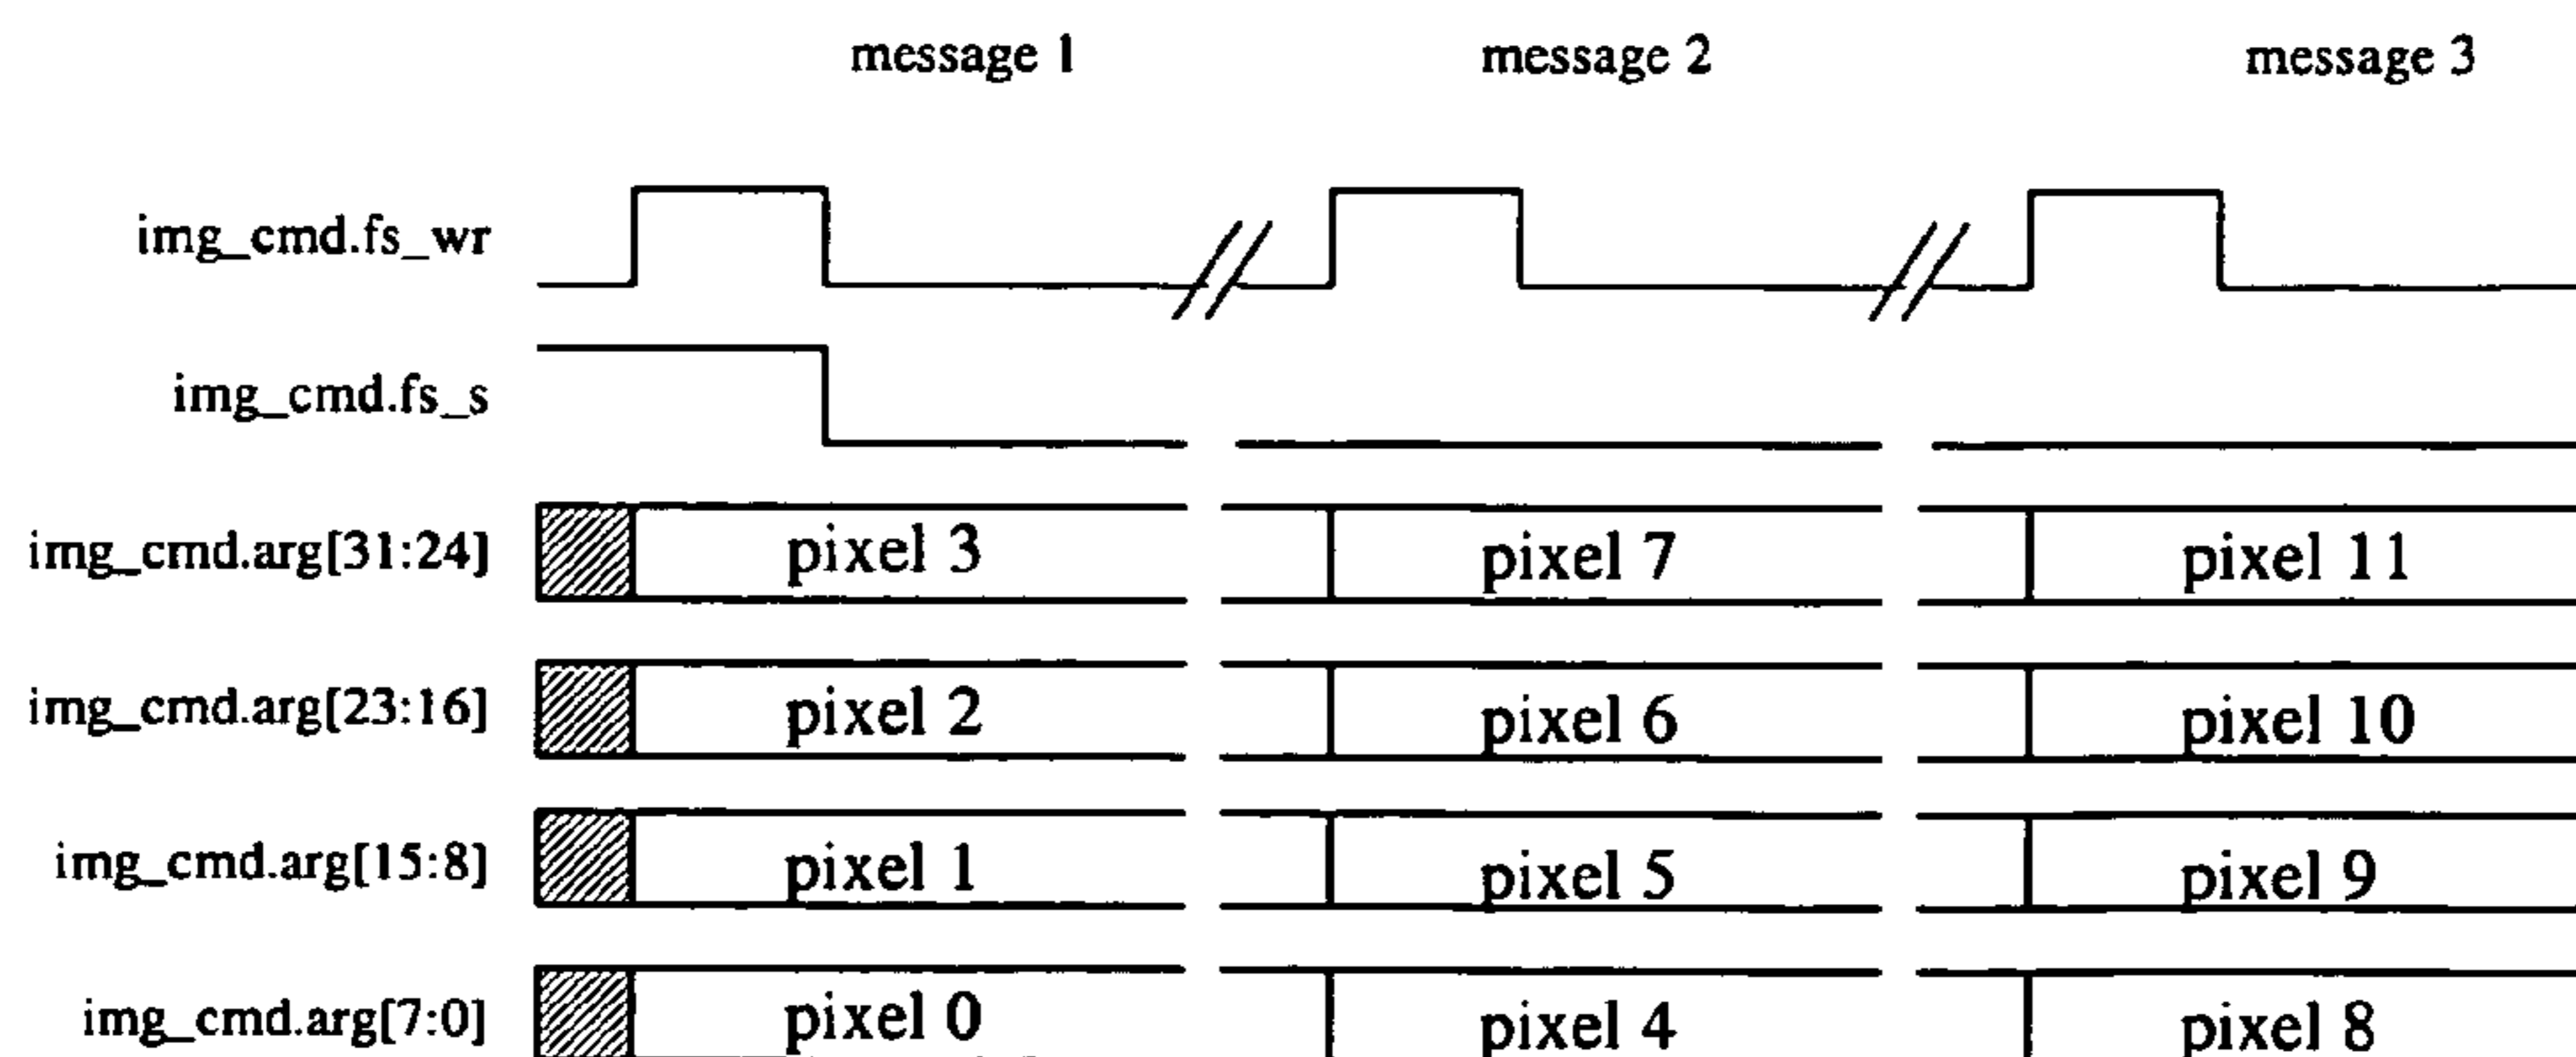 message 1 message 2 message 3
img_cmd.fs_wr
img_cmd.fs_s
img_cmd.arg[31:24] pixel 3 pixel 7 pixel 11
img_cmd.arg[23:16] pixel 2 pixel 6 pixel 10
img_cmd.arg[15:8] pixel 1 pixel 5 pixel 9
img_cmd.arg[7:0] pixel 0 pixel 4 pixel 8